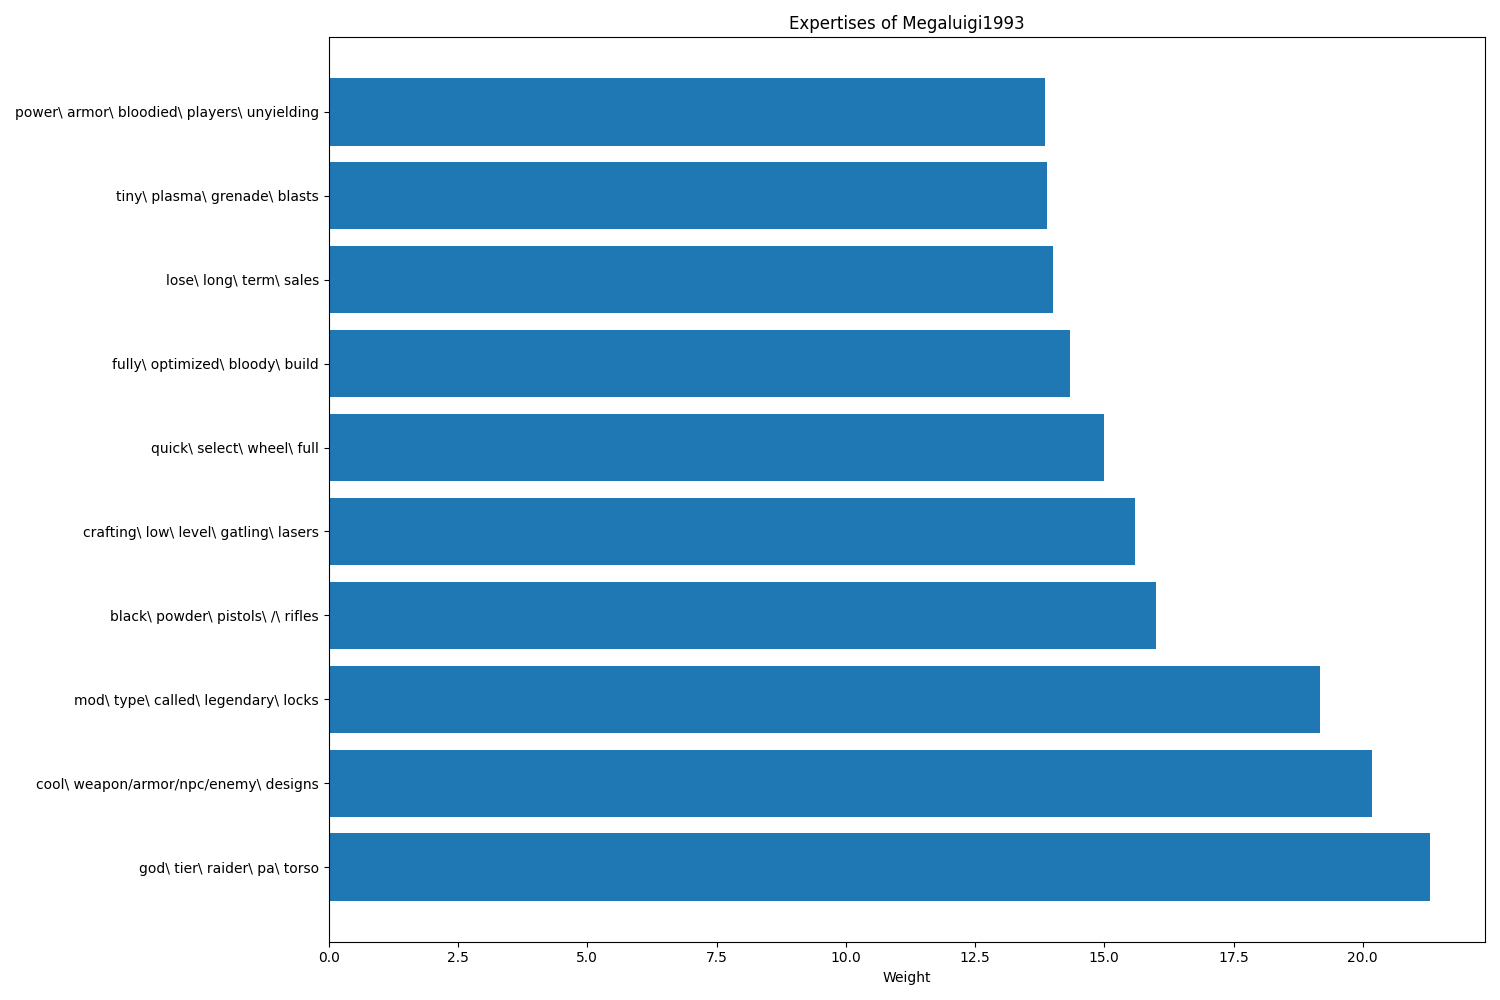 Expertises of Megaluigi1993
power\ armor\ bloodied\ players\ unyielding
tiny\ plasma\ grenade\ blasts
lose\ long\ term\ sales
fully\ optimized\ bloody\ build
quick\ select\ wheel\ full
crafting\ low\ level\ gatling\ lasers
black\ powder\ pistols\ /\ rifles
mod\ type\ called\ legendary\ locks
cool\ weapon/armor/npc/enemy\ designs
god\ tier\ raider\ pa\ torso
0.0 2.5 5.0 7.5 10.0 12.5 15.0 17.5 20.0
Weight